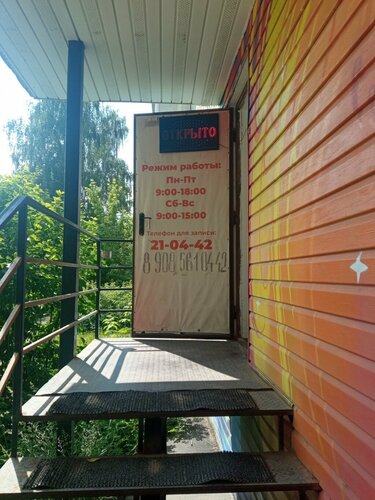 ОТКРЫТО
Режим работы:
Пн-Пт
9:00-18:00
Сб-Вс
9:00-15:00
Телефон для записи:
21-04-42
8 908 561 04 42